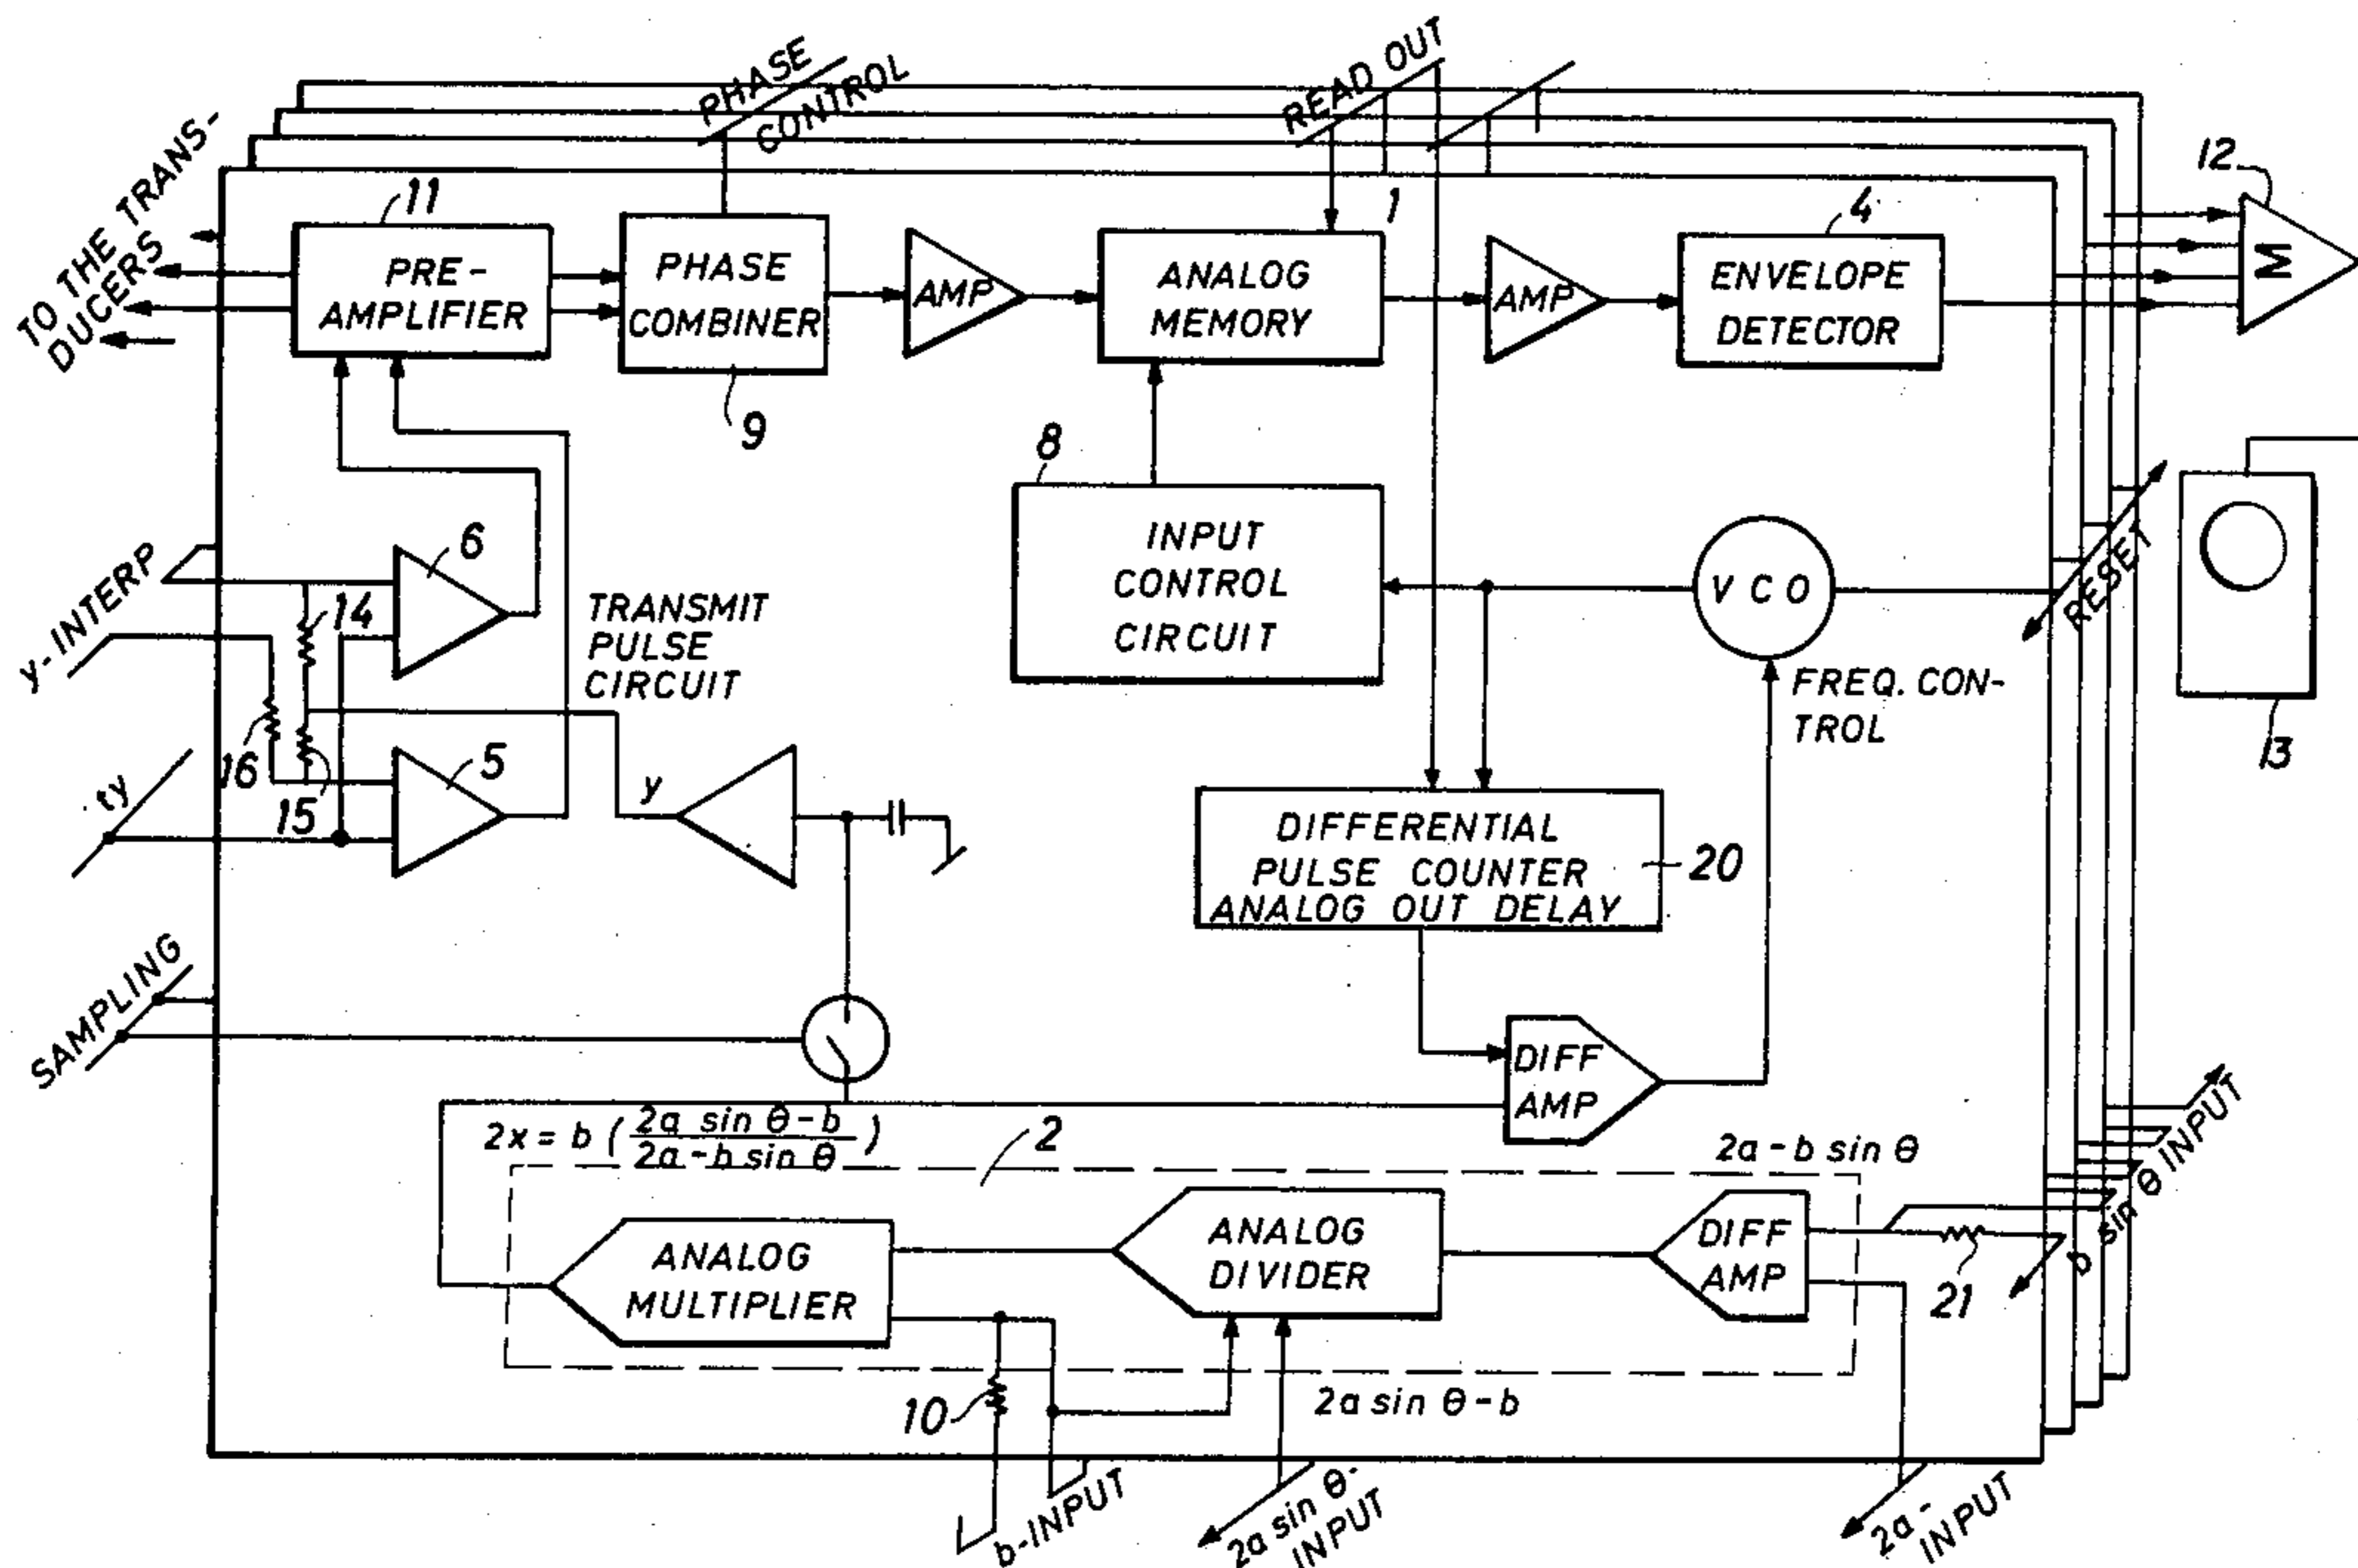 PHASE
CONTROL
READ OUT
TO THE TRANS-
DUCERS
11
PRE-
AMPLIFIER
PHASE
COMBINER
9
AMP
1
ANALOG
MEMORY
AMP
4
ENVELOPE
DETECTOR
12
Σ
8
INPUT
CONTROL
CIRCUIT
VCO
RESET
13
FREQ. CON-
TROL
y-INTERP
6
14
TRANSMIT
PULSE
CIRCUIT
16
15
5
y
ty
DIFFERENTIAL
PULSE COUNTER
ANALOG OUT DELAY
20
SAMPLING
DIFF
AMP
2x = b ( 2a sin θ-b / 2a-b sin θ )
2
2a-b sin θ
ANALOG
MULTIPLIER
ANALOG
DIVIDER
DIFF
AMP
21
b sin θ INPUT
10
2a sin θ-b
b-INPUT
2a sin θ-
INPUT
2a-
INPUT